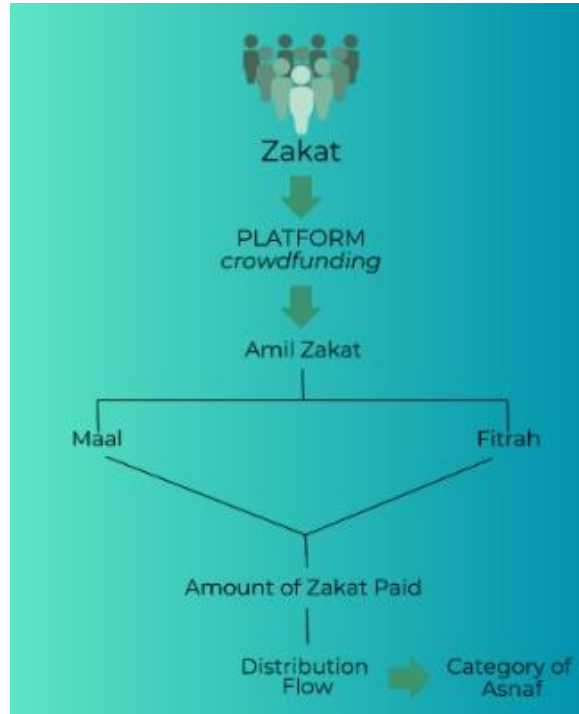 Zakat
PLATFORM
crowdfunding
Amil Zakat
Maal
Fitrah
Amount of Zakat Paid
Distribution
Flow
Category of
Asnaf